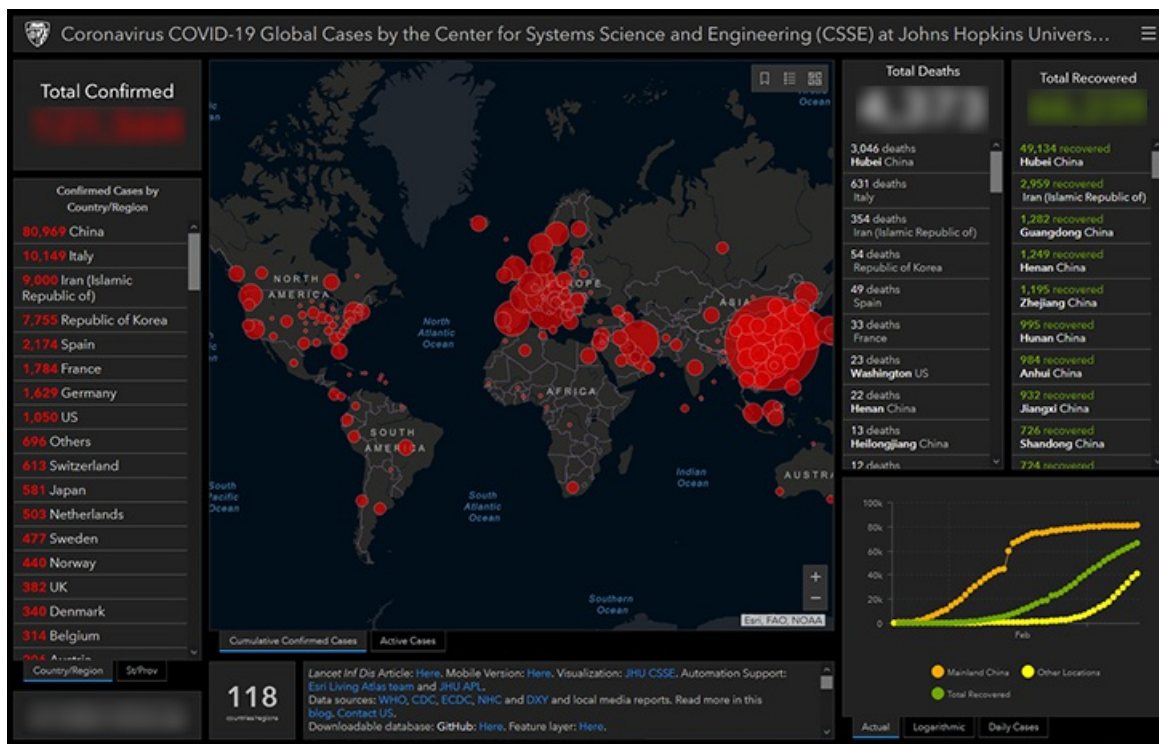 Coronavirus COVID-19 Global Cases by the Center for Systems Science and Engineering (CSSE) at Johns Hopkins Univers...
Total Confirmed
Confirmed Cases by
Country/Region
80,969 China
10,149 Italy
9,000 Iran (Islamic
Republic of)
7,755 Republic of Korea
2,174 Spain
1,784 France
1,629 Germany
1,050 US
696 Others
613 Switzerland
581 Japan
503 Netherlands
477 Sweden
440 Norway
382 UK
340 Denmark
314 Belgium
Austria
Country/Region
St/Prov
Ocean
NORTH
AMERICA
North
Atlantic
Ocean
ASIA
AFRICA
SOUTH
AMERICA
South
Pacific
Ocean
South
Atlantic
Ocean
Indian
Ocean
AUSTR
Southern
Ocean
+
−
Esri, FAO, NOAA
Cumulative Confirmed Cases
Active Cases
118
countries/regions
Lancet Inf Dis Article: Here. Mobile Version: Here. Visualization: JHU CSSE. Automation Support:
Esri Living Atlas team and JHU APL.
Data sources: WHO, CDC, ECDC, NHC and DXY and local media reports. Read more in this
blog. Contact US.
Downloadable database: GitHub: Here. Feature layer: Here.
Total Deaths
3,046 deaths
Hubei China
631 deaths
Italy
354 deaths
Iran (Islamic Republic of)
54 deaths
Republic of Korea
49 deaths
Spain
33 deaths
France
23 deaths
Washington US
22 deaths
Henan China
13 deaths
Heilongjiang China
12 deaths
Total Recovered
49,134 recovered
Hubei China
2,959 recovered
Iran (Islamic Republic of)
1,282 recovered
Guangdong China
1,249 recovered
Henan China
1,195 recovered
Zhejiang China
995 recovered
Hunan China
984 recovered
Anhui China
932 recovered
Jiangxi China
726 recovered
Shandong China
724 recovered
100k
80k
60k
40k
20k
0
Feb
Mainland China
Other Locations
Total Recovered
Actual
Logarithmic
Daily Cases